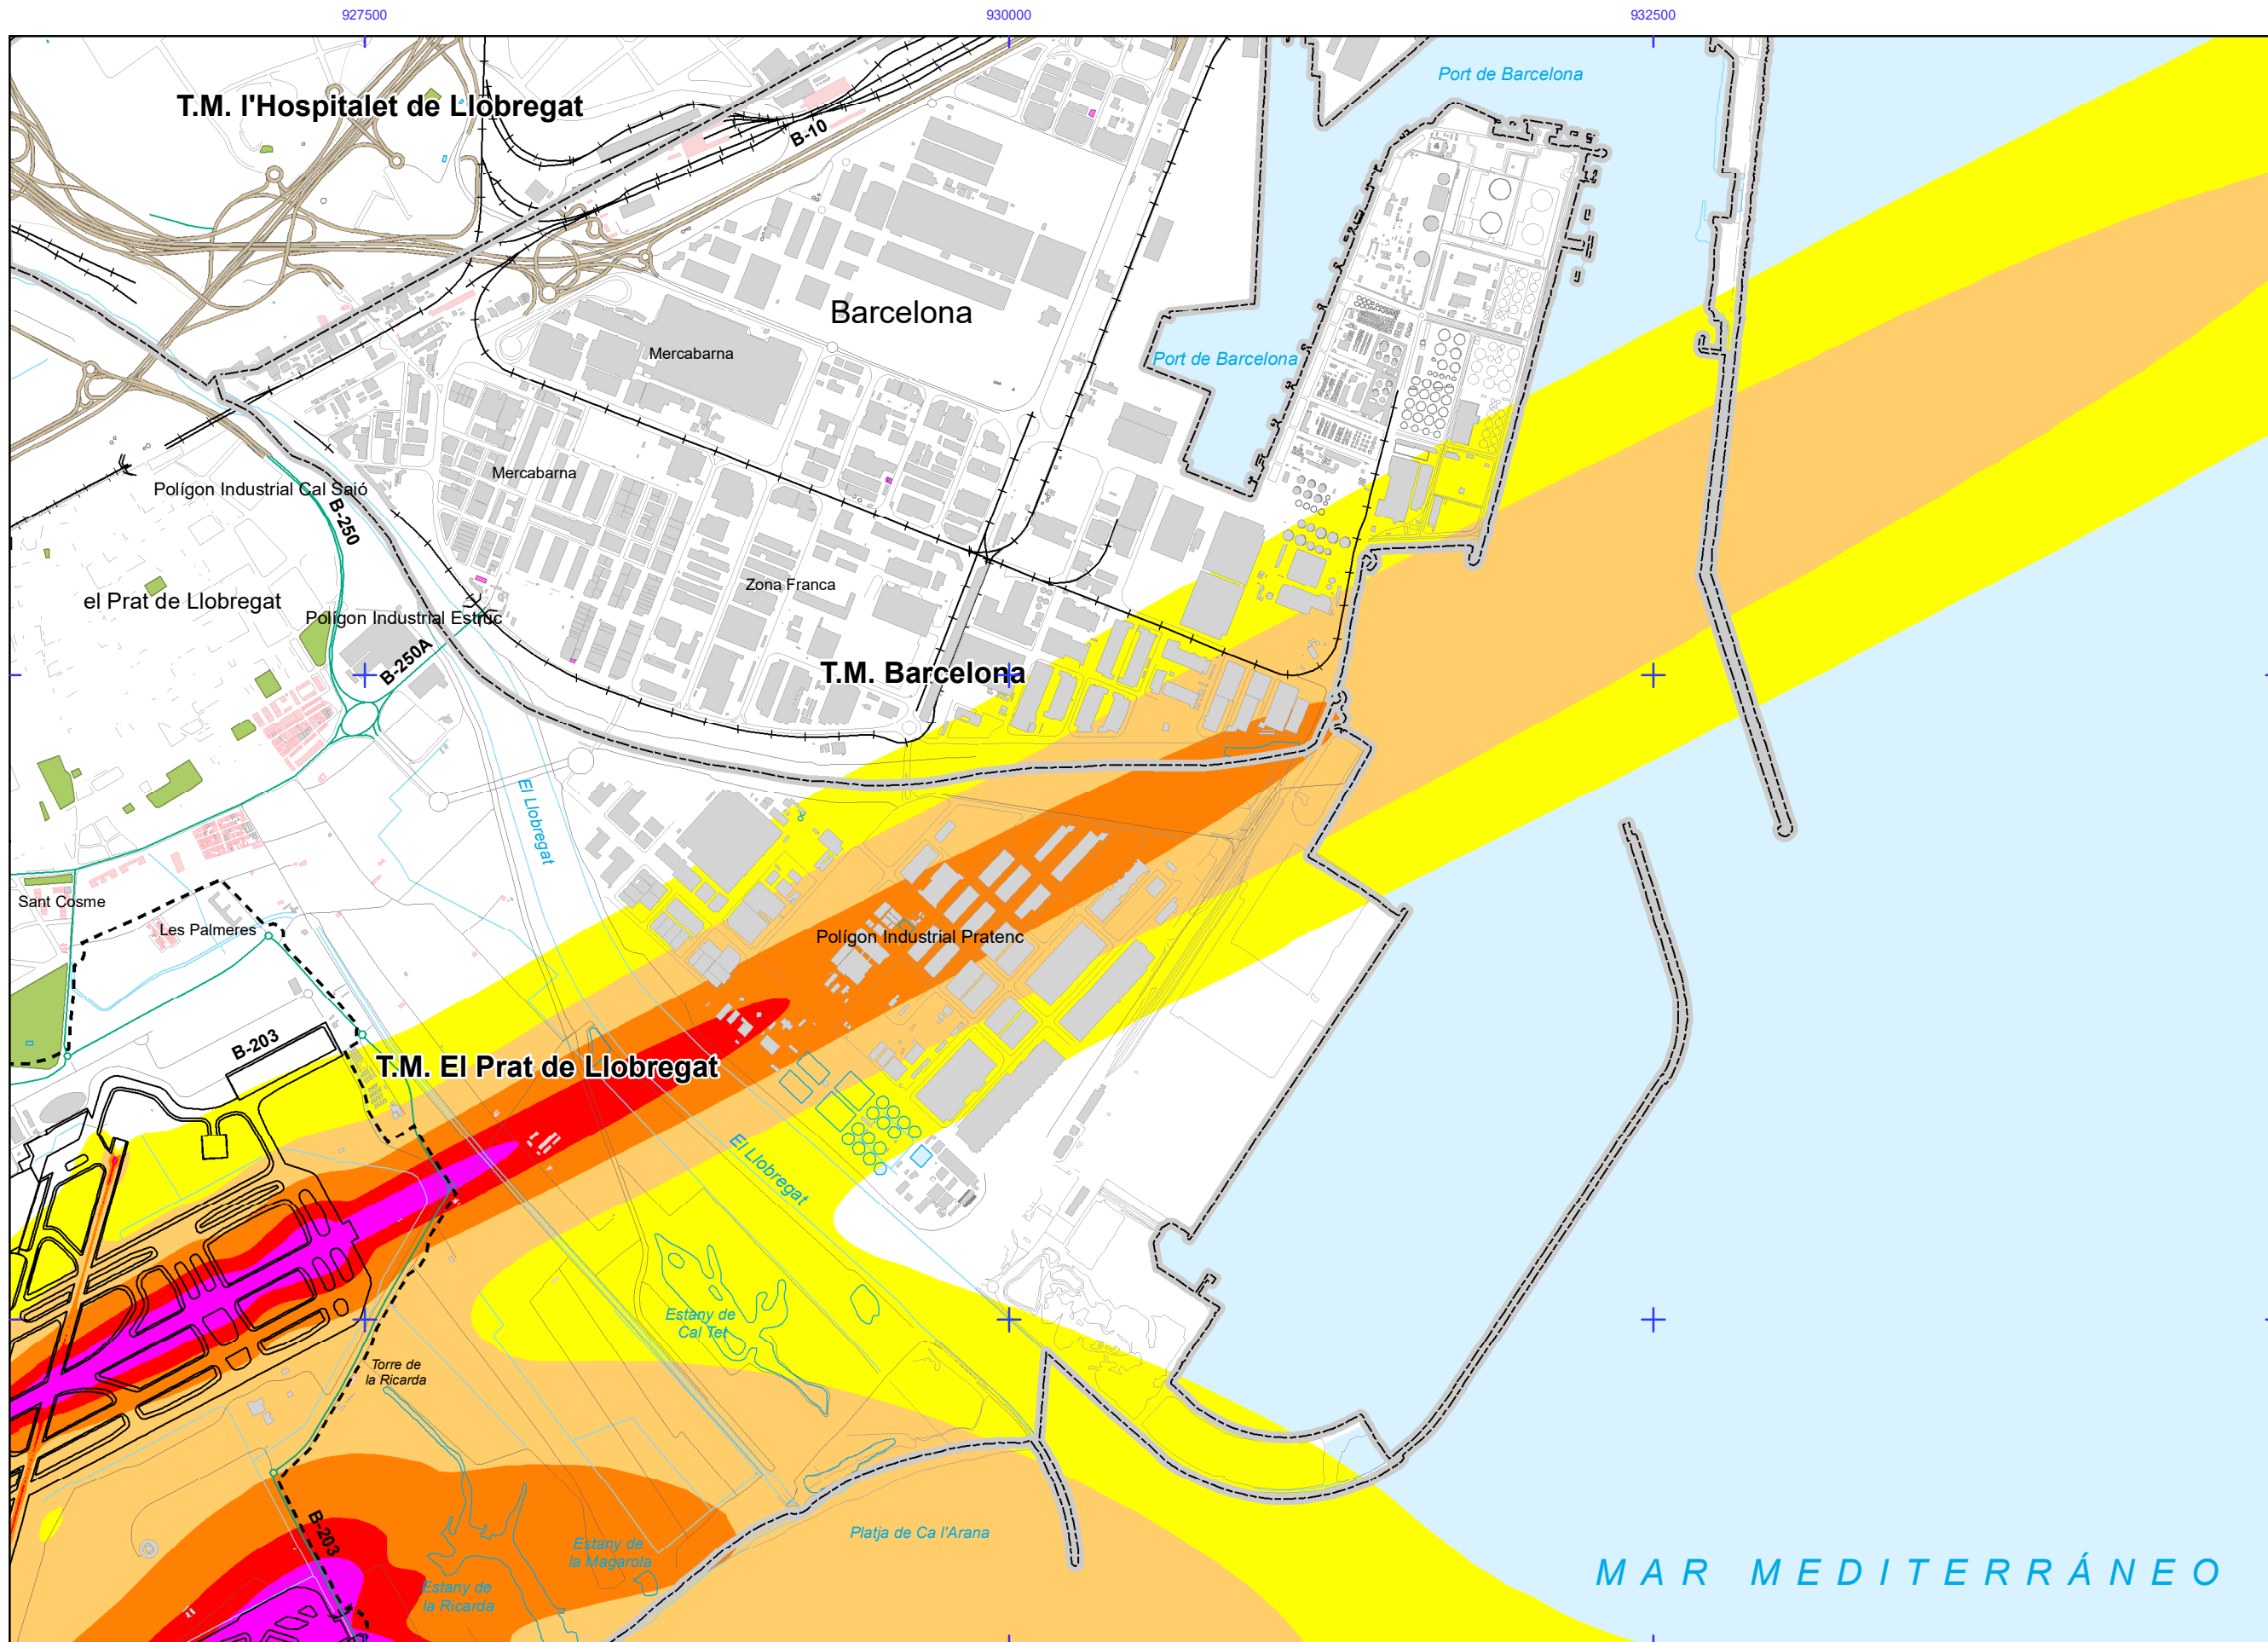 927500
930000
932500
Port de Barcelona
T.M. l'Hospitalet de Llobregat
B-10
Barcelona
Mercabarna
Port de Barcelona
Mercabarna
Polígon Industrial Cal Saió
B-250
Zona Franca
el Prat de Llobregat
Polígon Industrial Estruc
B-250A
T.M. Barcelona
El Llobregat
Sant Cosme
Les Palmeres
Polígon Industrial Pratenc
B-203
T.M. El Prat de Llobregat
El Llobregat
Estany de
Cal Tet
Torre de
la Ricarda
B-203
Platja de Ca l'Arana
Estany de
la Magarola
Estany de
la Ricarda
MAR MEDITERRÁNEO